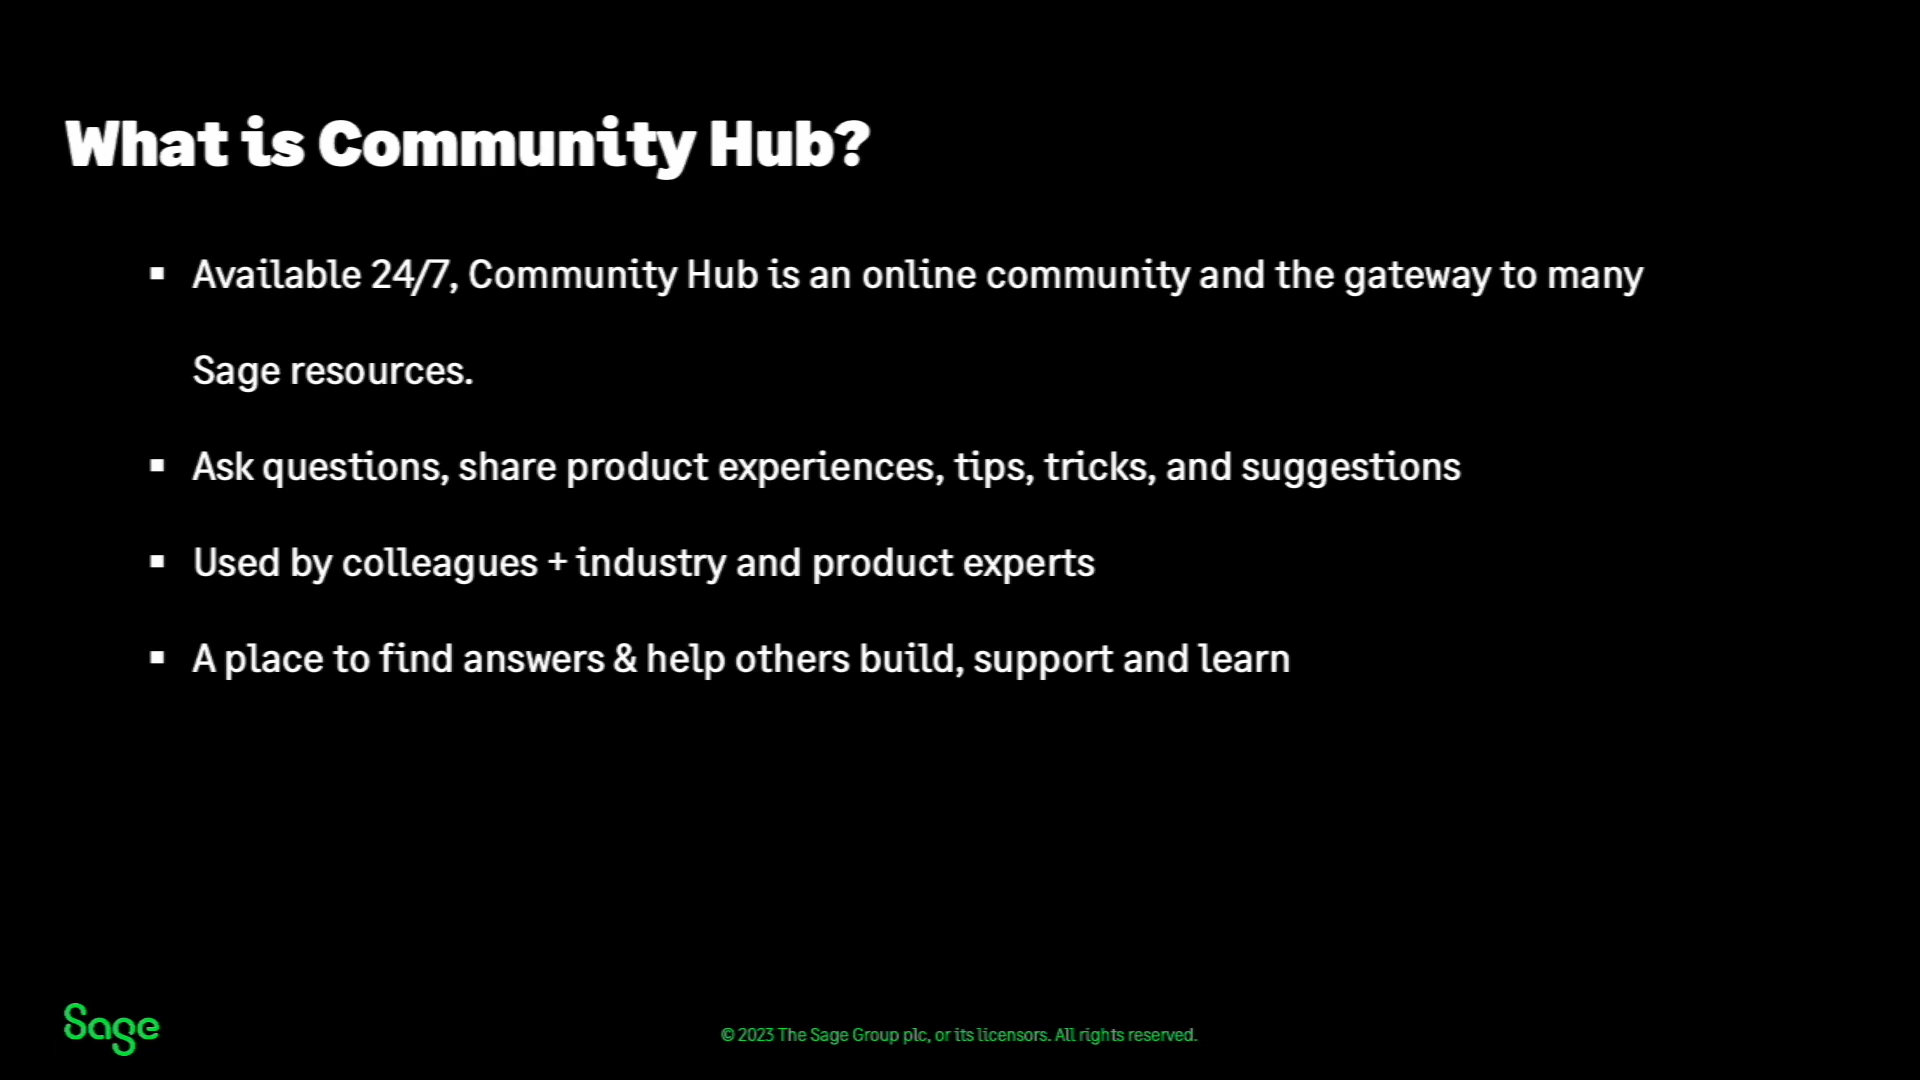 What is Community Hub?
▪ Available 24/7, Community Hub is an online community and the gateway to many
Sage resources.
▪ Ask questions, share product experiences, tips, tricks, and suggestions
▪ Used by colleagues + industry and product experts
▪ A place to find answers & help others build, support and learn
Sage
© 2023 The Sage Group plc, or its licensors. All rights reserved.